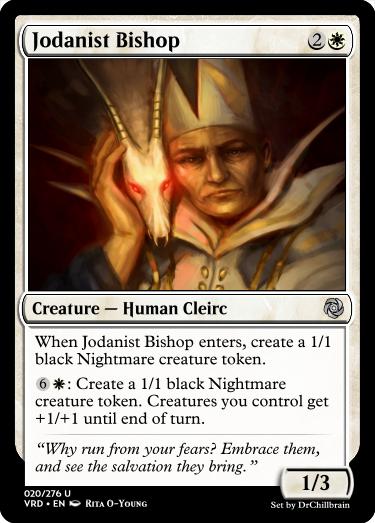 Jodanist Bishop 2
Creature — Human Cleirc
When Jodanist Bishop enters, create a 1/1
black Nightmare creature token.
6 : Create a 1/1 black Nightmare
creature token. Creatures you control get
+1/+1 until end of turn.
“Why run from your fears? Embrace them,
and see the salvation they bring.”
1/3
020/276 U
VRD • EN Rita O-Young
Set by DrChillbrain